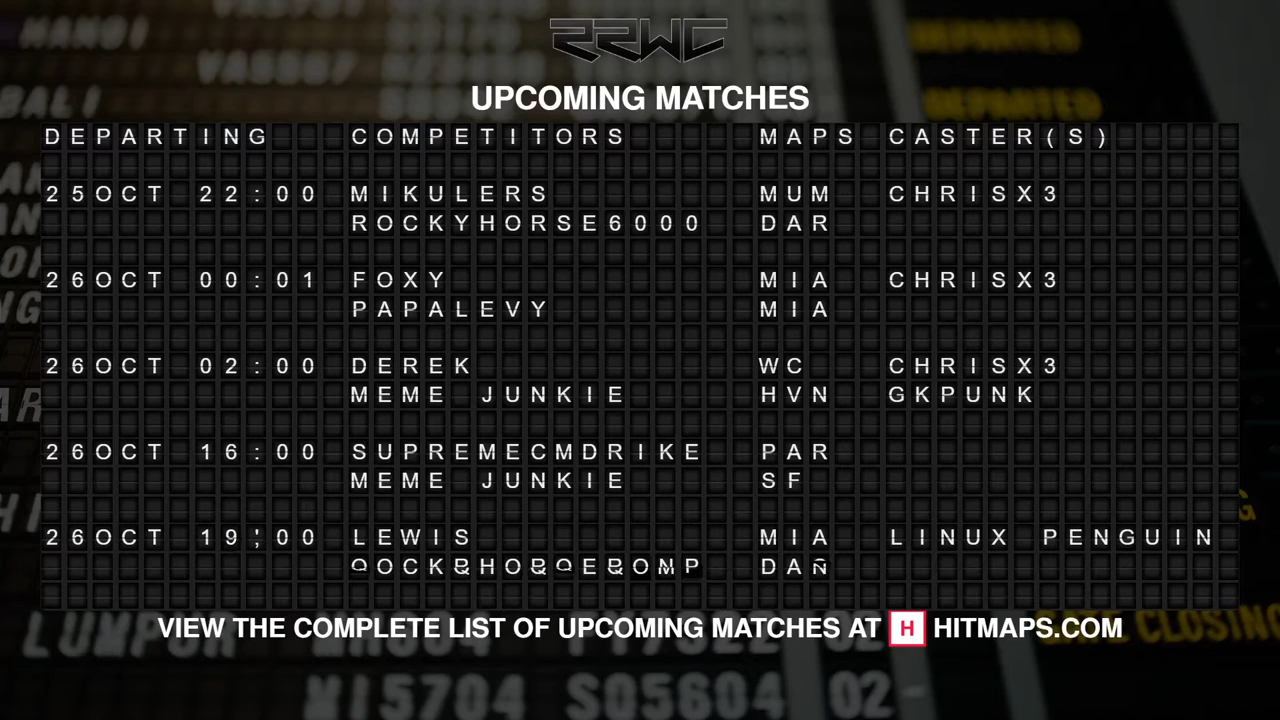 RRWC
UPCOMING MATCHES
DEPARTING COMPETITORS MAPS CASTER(S)
25OCT 22:00 MIKULERS MUM CHRISX3
ROCKYHORSE6000 DAR
26OCT 00:01 FOXY MIA CHRISX3
PAPALEVY MIA
26OCT 02:00 DEREK WC CHRISX3
MEME JUNKIE HVN GKPUNK
26OCT 16:00 SUPREMECMDRIKE PAR
MEME JUNKIE SF
26OCT 19:00 LEWIS MIA LINUX PENGUIN
VIEW THE COMPLETE LIST OF UPCOMING MATCHES AT H HITMAPS.COM